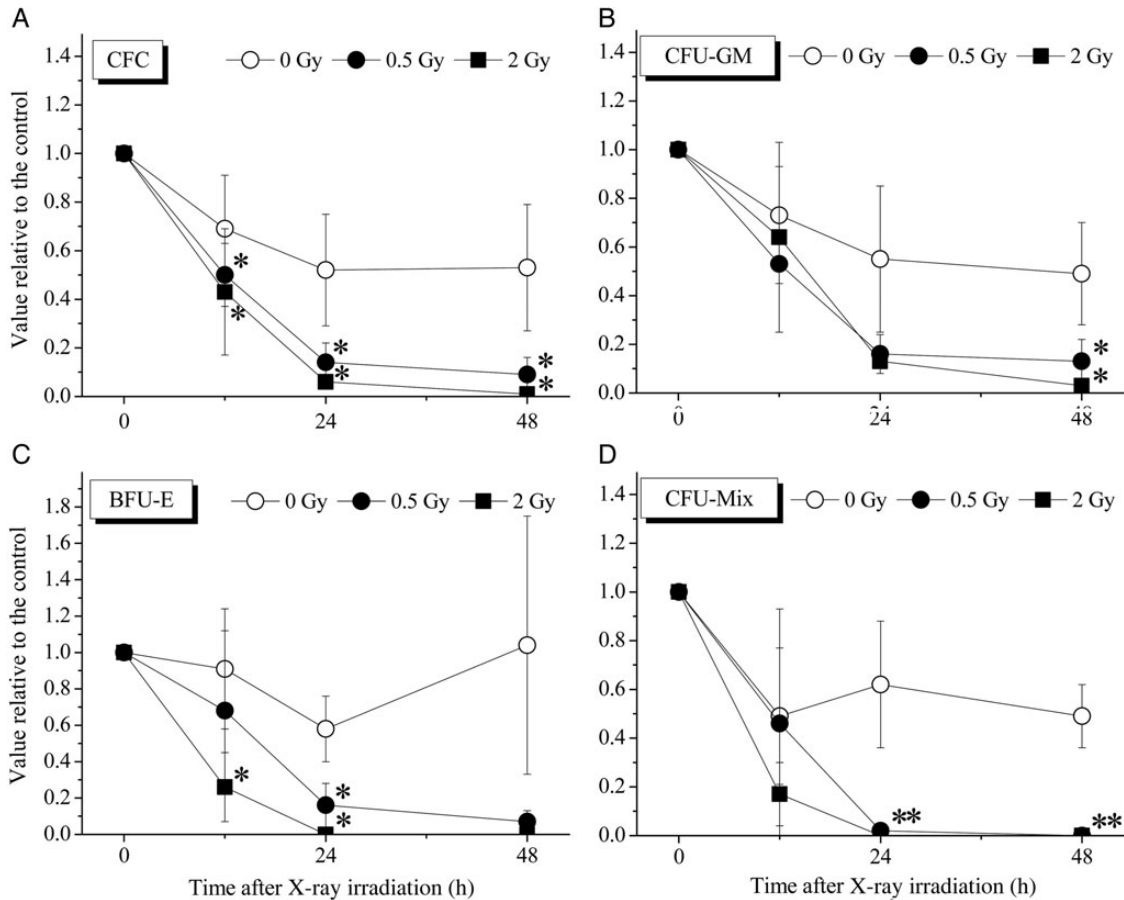 A
CFC
0 Gy 0.5 Gy 2 Gy
Value relative to the control
1.4
1.2
1.0
0.8
0.6
0.4
0.2
0.0
*
*
*
*
*
*
0 24 48
B
CFU-GM
0 Gy 0.5 Gy 2 Gy
1.4
1.2
1.0
0.8
0.6
0.4
0.2
0.0
*
*
0 24 48
C
BFU-E
0 Gy 0.5 Gy 2 Gy
Value relative to the control
1.8
1.6
1.4
1.2
1.0
0.8
0.6
0.4
0.2
0.0
*
*
*
0 24 48
Time after X-ray irradiation (h)
D
CFU-Mix
0 Gy 0.5 Gy 2 Gy
1.4
1.2
1.0
0.8
0.6
0.4
0.2
0.0
**
**
0 24 48
Time after X-ray irradiation (h)